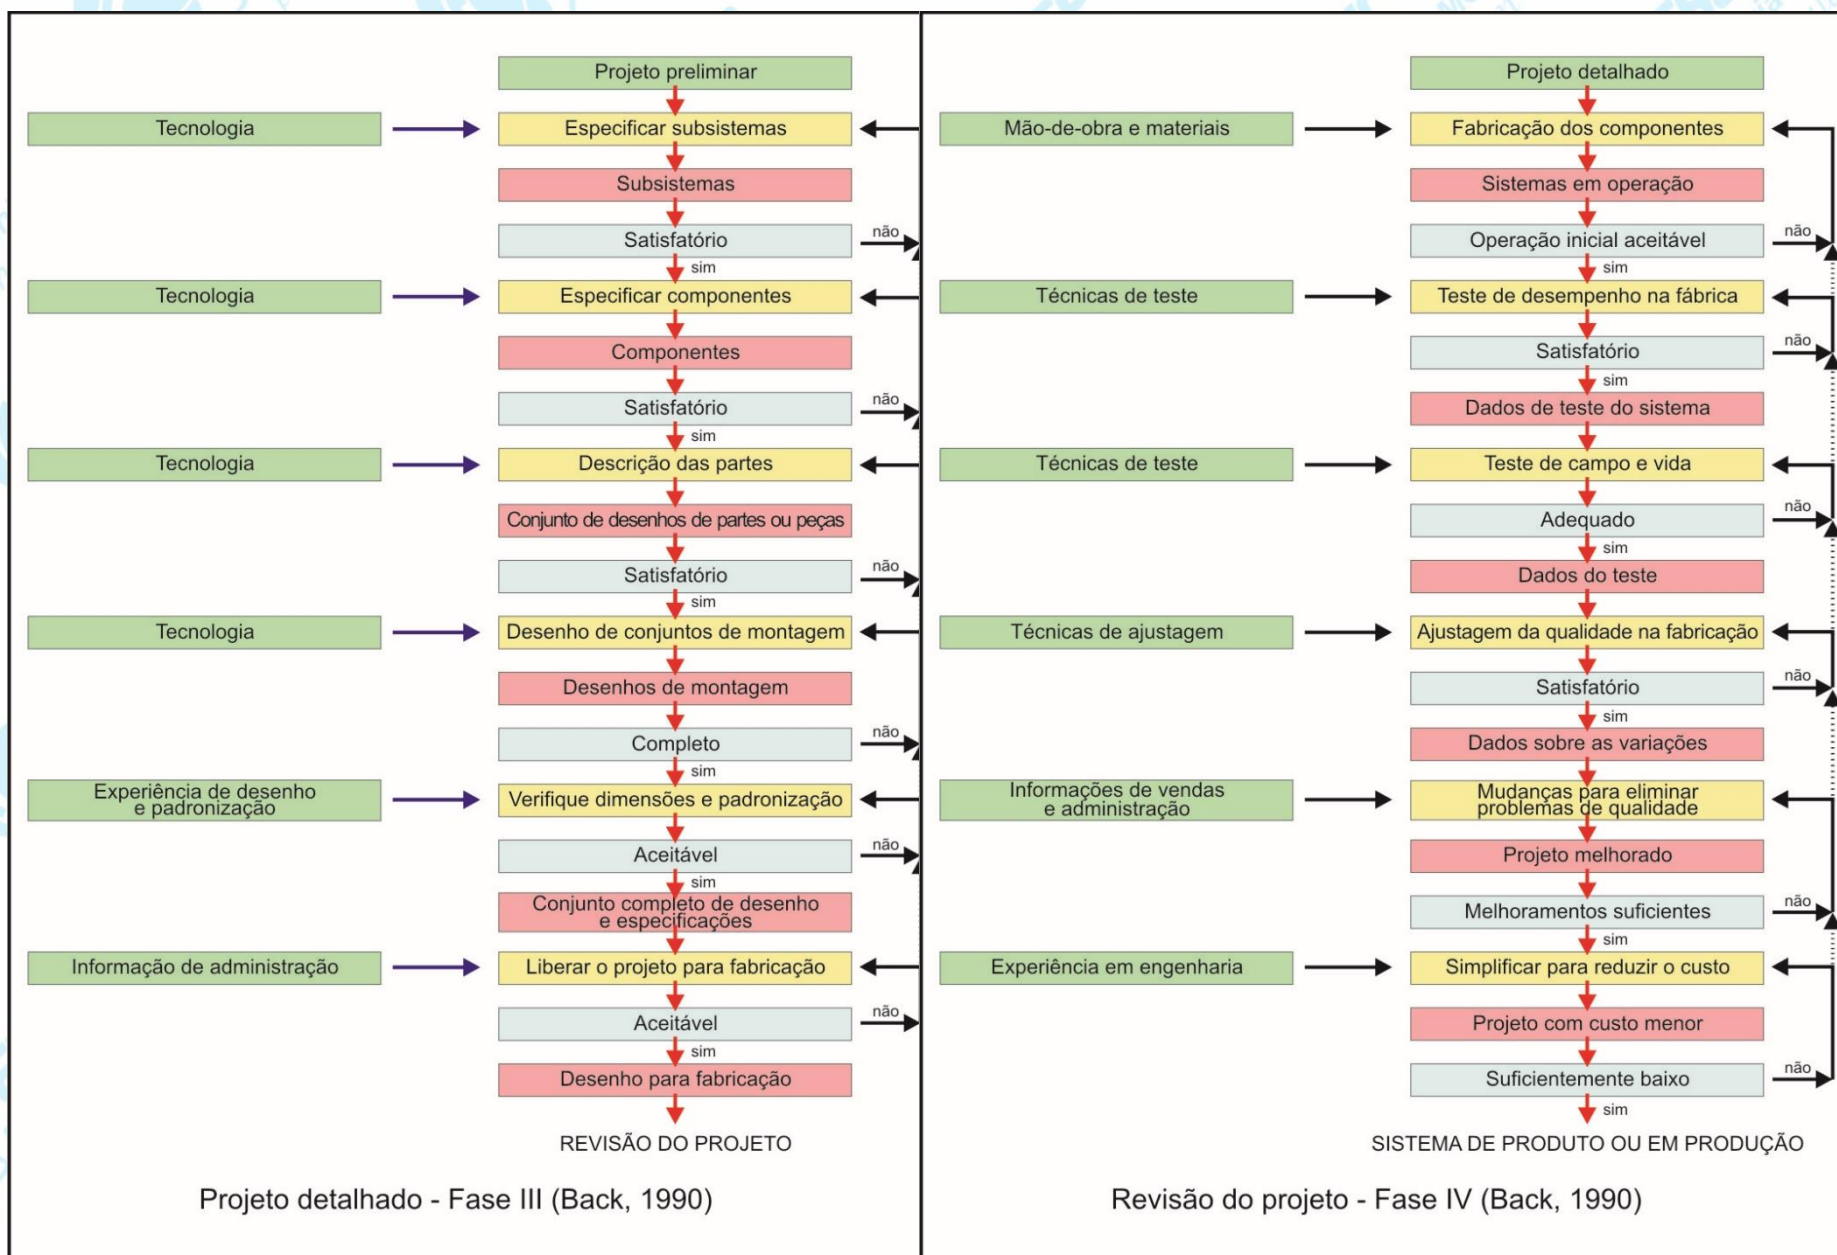 Projeto preliminar
Tecnologia
Especificar subsistemas
Subsistemas
Satisfatório
não
sim
Tecnologia
Especificar componentes
Componentes
Satisfatório
não
sim
Tecnologia
Descrição das partes
Conjunto de desenhos de partes ou peças
Satisfatório
não
sim
Tecnologia
Desenho de conjuntos de montagem
Desenhos de montagem
Completo
não
sim
Experiência de desenho
e padronização
Verifique dimensões e padronização
Aceitável
não
sim
Conjunto completo de desenho
e especificações
Informação de administração
Liberar o projeto para fabricação
Aceitável
não
sim
Desenho para fabricação
REVISÃO DO PROJETO
Projeto detalhado - Fase III (Back, 1990)
Projeto detalhado
Mão-de-obra e materiais
Fabricação dos componentes
Sistemas em operação
Operação inicial aceitável
não
sim
Técnicas de teste
Teste de desempenho na fábrica
Satisfatório
não
sim
Dados de teste do sistema
Técnicas de teste
Teste de campo e vida
Adequado
não
sim
Dados do teste
Técnicas de ajustagem
Ajustagem da qualidade na fabricação
Satisfatório
não
sim
Dados sobre as variações
Informações de vendas
e administração
Mudanças para eliminar
problemas de qualidade
Projeto melhorado
Melhoramentos suficientes
não
sim
Experiência em engenharia
Simplificar para reduzir o custo
Projeto com custo menor
Suficientemente baixo
não
sim
SISTEMA DE PRODUTO OU EM PRODUÇÃO
Revisão do projeto - Fase IV (Back, 1990)